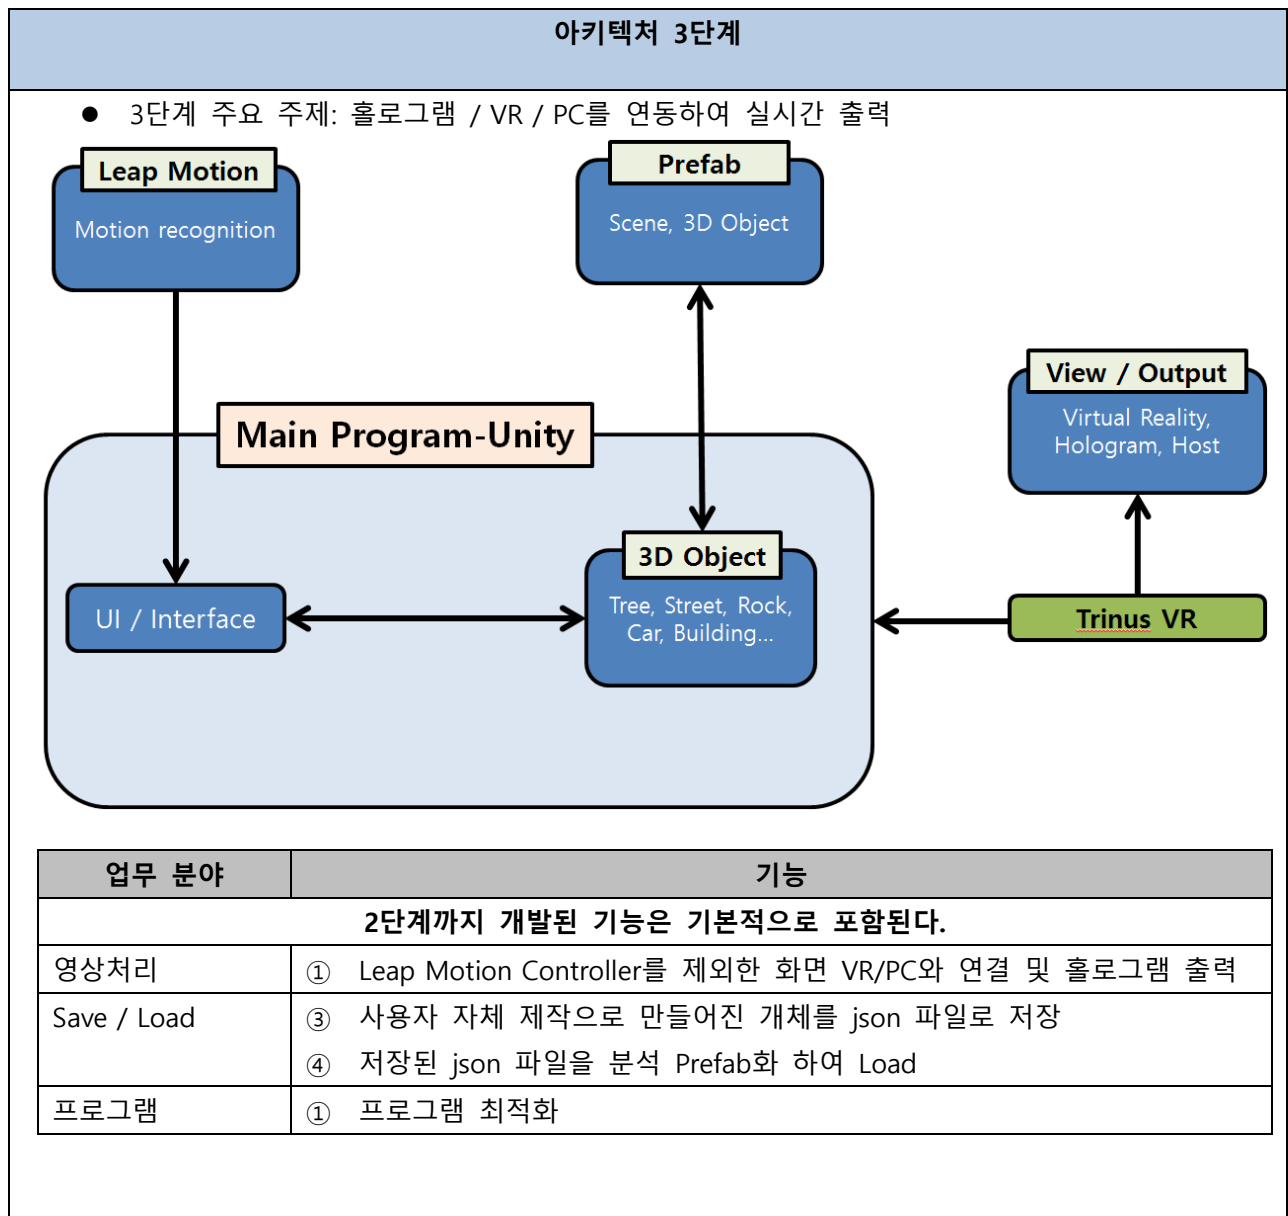 아키텍처 3단계
● 3단계 주요 주제: 홀로그램 / VR / PC를 연동하여 실시간 출력
Leap Motion
Motion recognition
Prefab
Scene, 3D Object
View / Output
Virtual Reality,
Hologram, Host
Main Program-Unity
3D Object
Tree, Street, Rock,
Car, Building...
UI / Interface
Trinus VR
업무 분야 기능
2단계까지 개발된 기능은 기본적으로 포함된다.
영상처리 ① Leap Motion Controller를 제외한 화면 VR/PC와 연결 및 홀로그램 출력
Save / Load ③ 사용자 자체 제작으로 만들어진 개체를 json 파일로 저장
④ 저장된 json 파일을 분석 Prefab화 하여 Load
프로그램 ① 프로그램 최적화